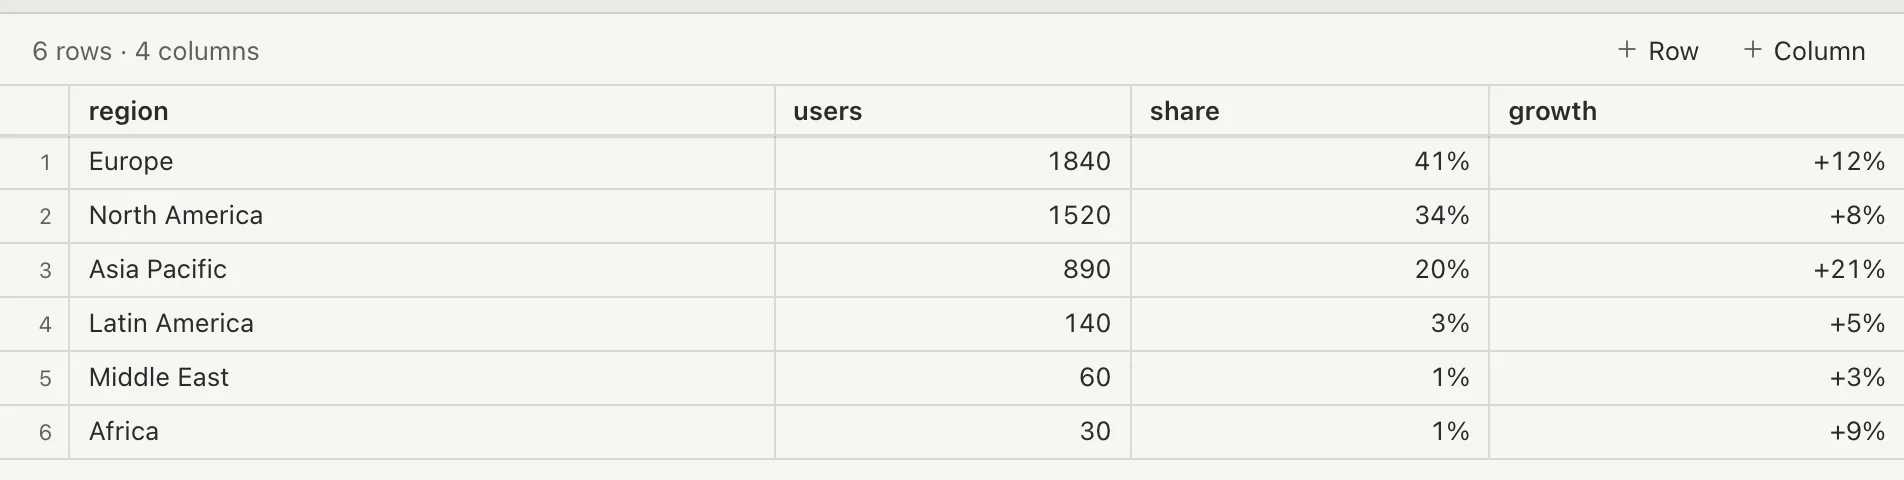 6 rows · 4 columns + Row + Column
region users share growth
1 Europe 1840 41% +12%
2 North America 1520 34% +8%
3 Asia Pacific 890 20% +21%
4 Latin America 140 3% +5%
5 Middle East 60 1% +3%
6 Africa 30 1% +9%